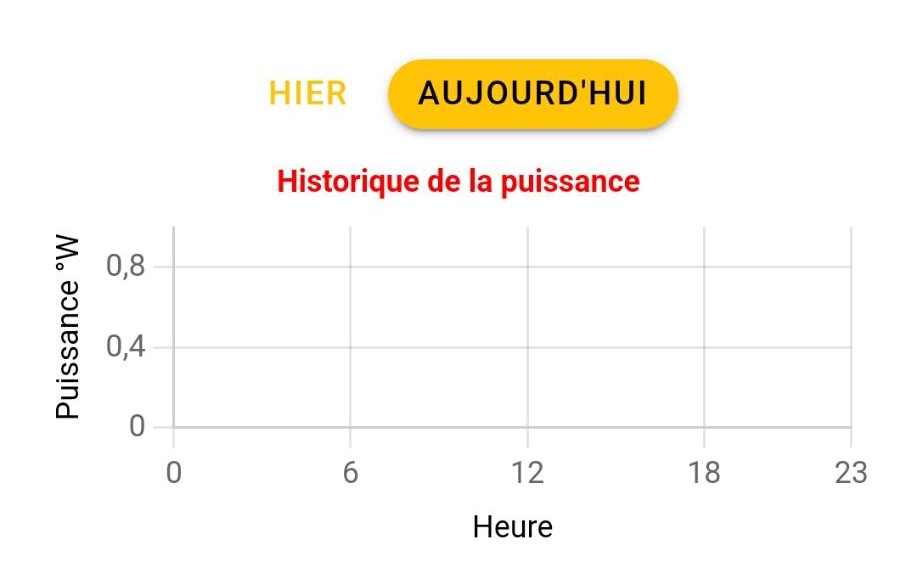 HIER AUJOURD'HUI
Historique de la puissance
Puissance °W
0,8
0,4
0
0 6 12 18 23
Heure